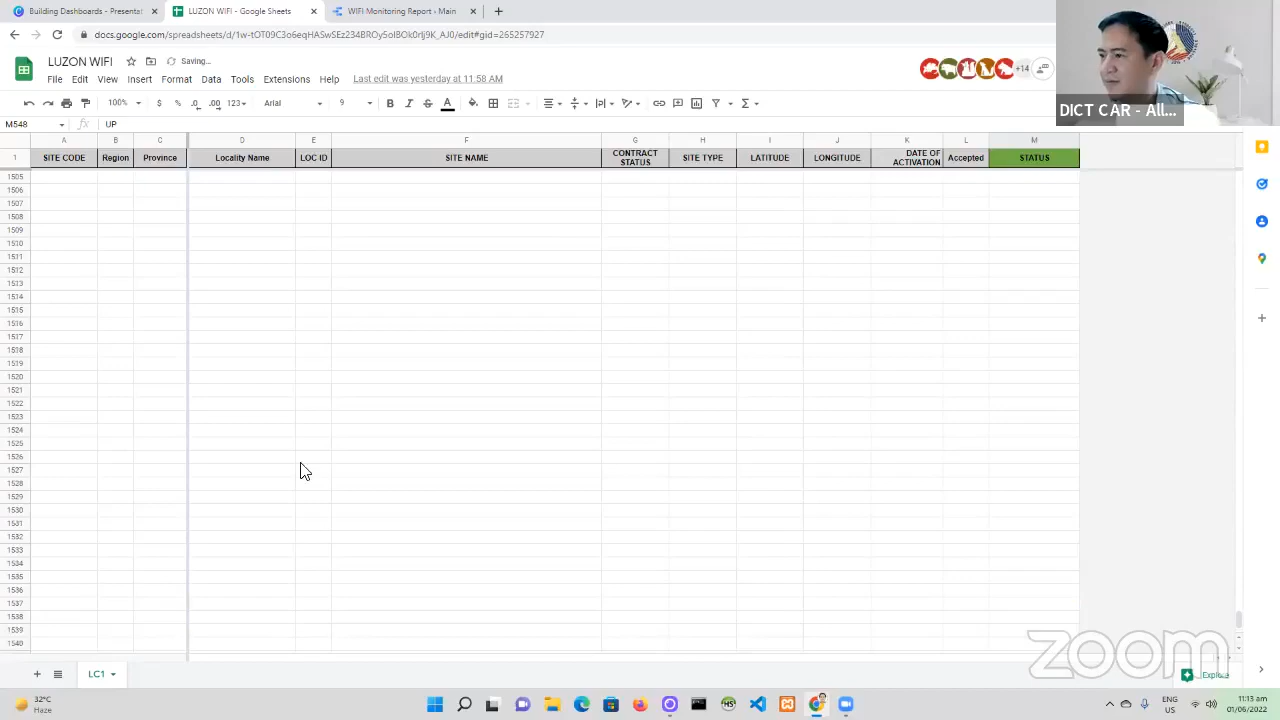 Building Dashboards - Presentat
LUZON WIFI - Google Sheets
WIFI Monitoring Report - Main
docs.google.com/spreadsheets/d/1w-tOT09C3o6eqHASwSEz234BROy5oIBOk0rIj9K_AJ0/edit#gid=265257927
LUZON WIFI
Saving...
File Edit View Insert Format Data Tools Extensions Help Last edit was yesterday at 11:58 AM
+14
DICT CAR - All...
100% $ % .0 .00 123 Arial 9 B I S A
M548 fx UP
A B C D E F G H I J K L M
1 SITE CODE Region Province Locality Name LOC ID SITE NAME CONTRACT STATUS SITE TYPE LATITUDE LONGITUDE DATE OF ACTIVATION Accepted STATUS
1505
1506
1507
1508
1509
1510
1511
1512
1513
1514
1515
1516
1517
1518
1519
1520
1521
1522
1523
1524
1525
1526
1527
1528
1529
1530
1531
1532
1533
1534
1535
1536
1537
1538
1539
1540
zoom
LC1
Explore
32°C
Haze
ENG
US
11:13 am
01/06/2022